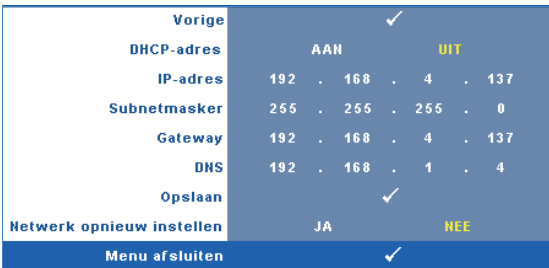 Vorige ✓
DHCP-adres AAN UIT
IP-adres 192 . 168 . 4 . 137
Subnetmasker 255 . 255 . 255 . 0
Gateway 192 . 168 . 4 . 137
DNS 192 . 168 . 1 . 4
Opslaan ✓
Netwerk opnieuw instellen JA NEE
Menu afsluiten ✓